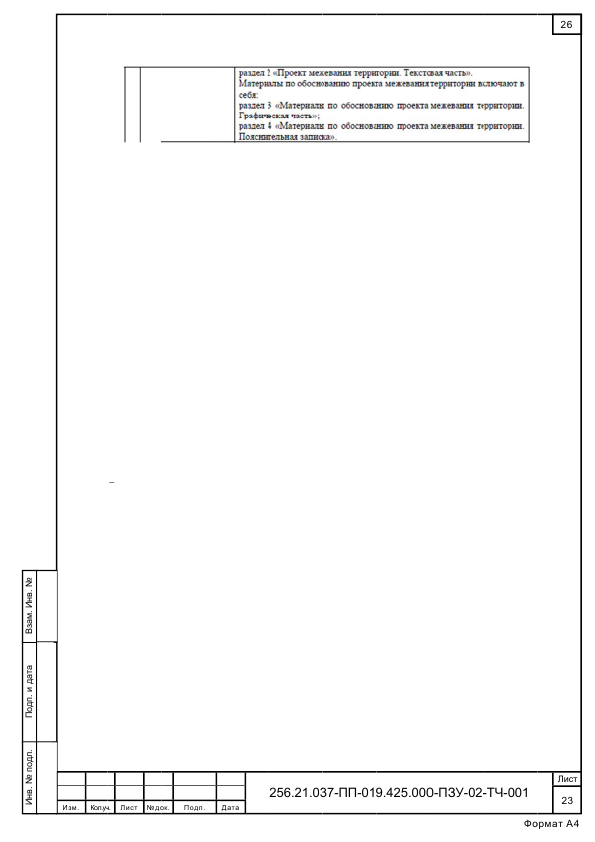 26
раздел 2 «Проект межевания территории. Текстовая часть».
Материалы по обоснованию проекта межевания территории включают в
себя:
раздел 3 «Материалы по обоснованию проекта межевания территории.
Графическая часть»;
раздел 4 «Материалы по обоснованию проекта межевания территории.
Пояснительная записка».
–
Взам. Инв. №
Подп. и дата
Инв. № подл.
Изм. Кол.уч. Лист №док. Подп. Дата
256.21.037-ПП-019.425.000-ПЗУ-02-ТЧ-001
Лист
23
Формат А4